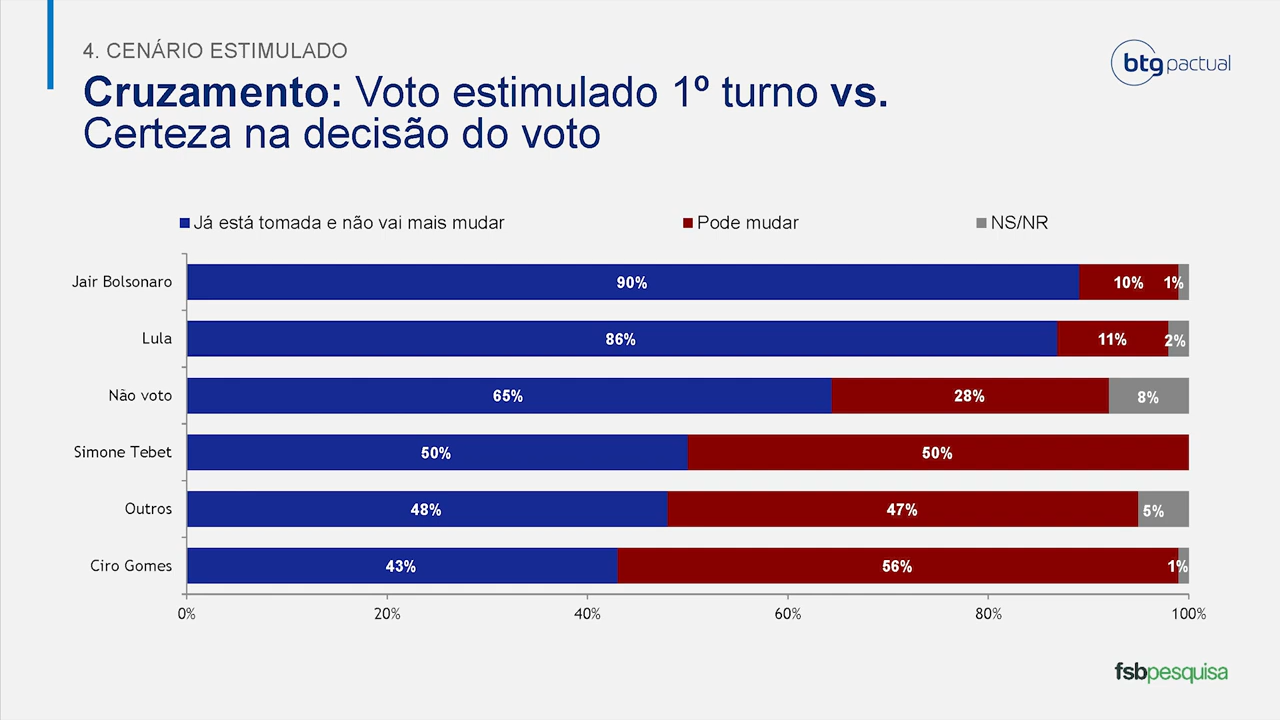 4. CENÁRIO ESTIMULADO
btg pactual
Cruzamento: Voto estimulado 1º turno vs.
Certeza na decisão do voto
Já está tomada e não vai mais mudar
Pode mudar
NS/NR
Jair Bolsonaro 90% 10% 1%
Lula 86% 11% 2%
Não voto 65% 28% 8%
Simone Tebet 50% 50%
Outros 48% 47% 5%
Ciro Gomes 43% 56% 1%
0% 20% 40% 60% 80% 100%
fsbpesquisa